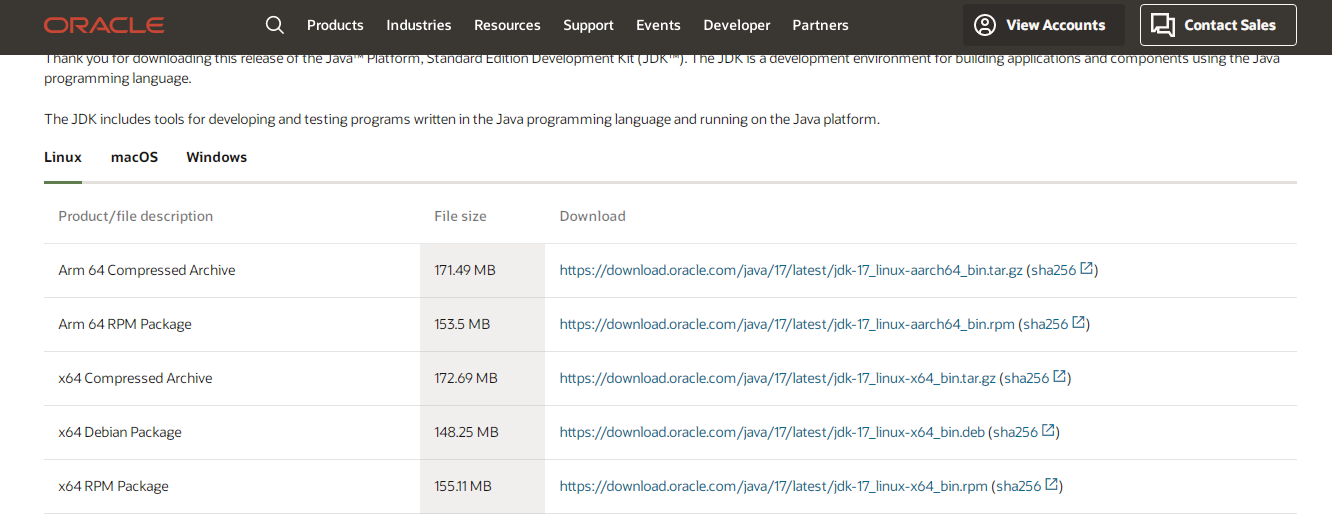 ORACLE Products Industries Resources Support Events Developer Partners View Accounts Contact Sales
Thank you for downloading this release of the Java™ Platform, Standard Edition Development Kit (JDK™). The JDK is a development environment for building applications and components using the Java
programming language.
The JDK includes tools for developing and testing programs written in the Java programming language and running on the Java platform.
Linux macOS Windows
Product/file description File size Download
Arm 64 Compressed Archive 171.49 MB https://download.oracle.com/java/17/latest/jdk-17_linux-aarch64_bin.tar.gz (sha256)
Arm 64 RPM Package 153.5 MB https://download.oracle.com/java/17/latest/jdk-17_linux-aarch64_bin.rpm (sha256)
x64 Compressed Archive 172.69 MB https://download.oracle.com/java/17/latest/jdk-17_linux-x64_bin.tar.gz (sha256)
x64 Debian Package 148.25 MB https://download.oracle.com/java/17/latest/jdk-17_linux-x64_bin.deb (sha256)
x64 RPM Package 155.11 MB https://download.oracle.com/java/17/latest/jdk-17_linux-x64_bin.rpm (sha256)